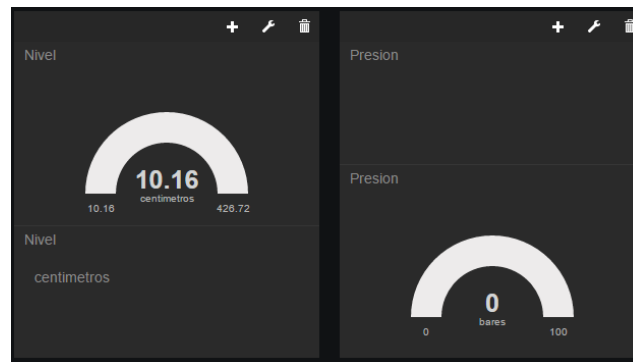 Nivel
10.16
centimetros
10.16
426.72
Nivel
centimetros
Presion
Presion
0
bares
0
100